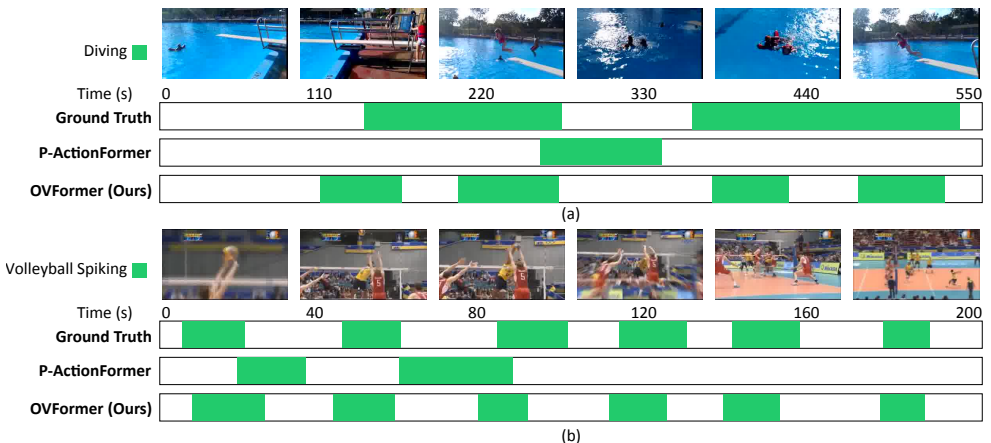 Diving
Time (s) 0 110 220 330 440 550
Ground Truth
P-ActionFormer
OVFormer (Ours)
(a)
Volleyball Spiking
5
Time (s) 0 40 80 120 160 200
Ground Truth
P-ActionFormer
OVFormer (Ours)
(b)